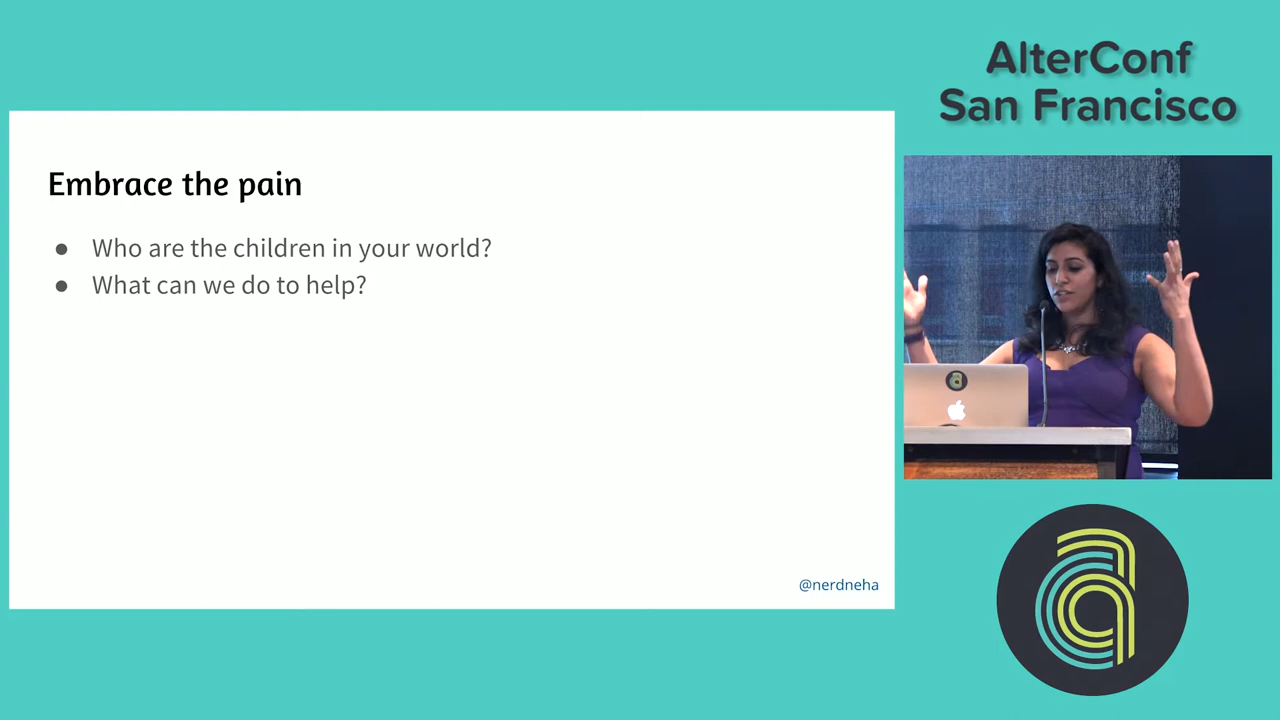 AlterConf
San Francisco
Embrace the pain
● Who are the children in your world?
● What can we do to help?
@nerdneha